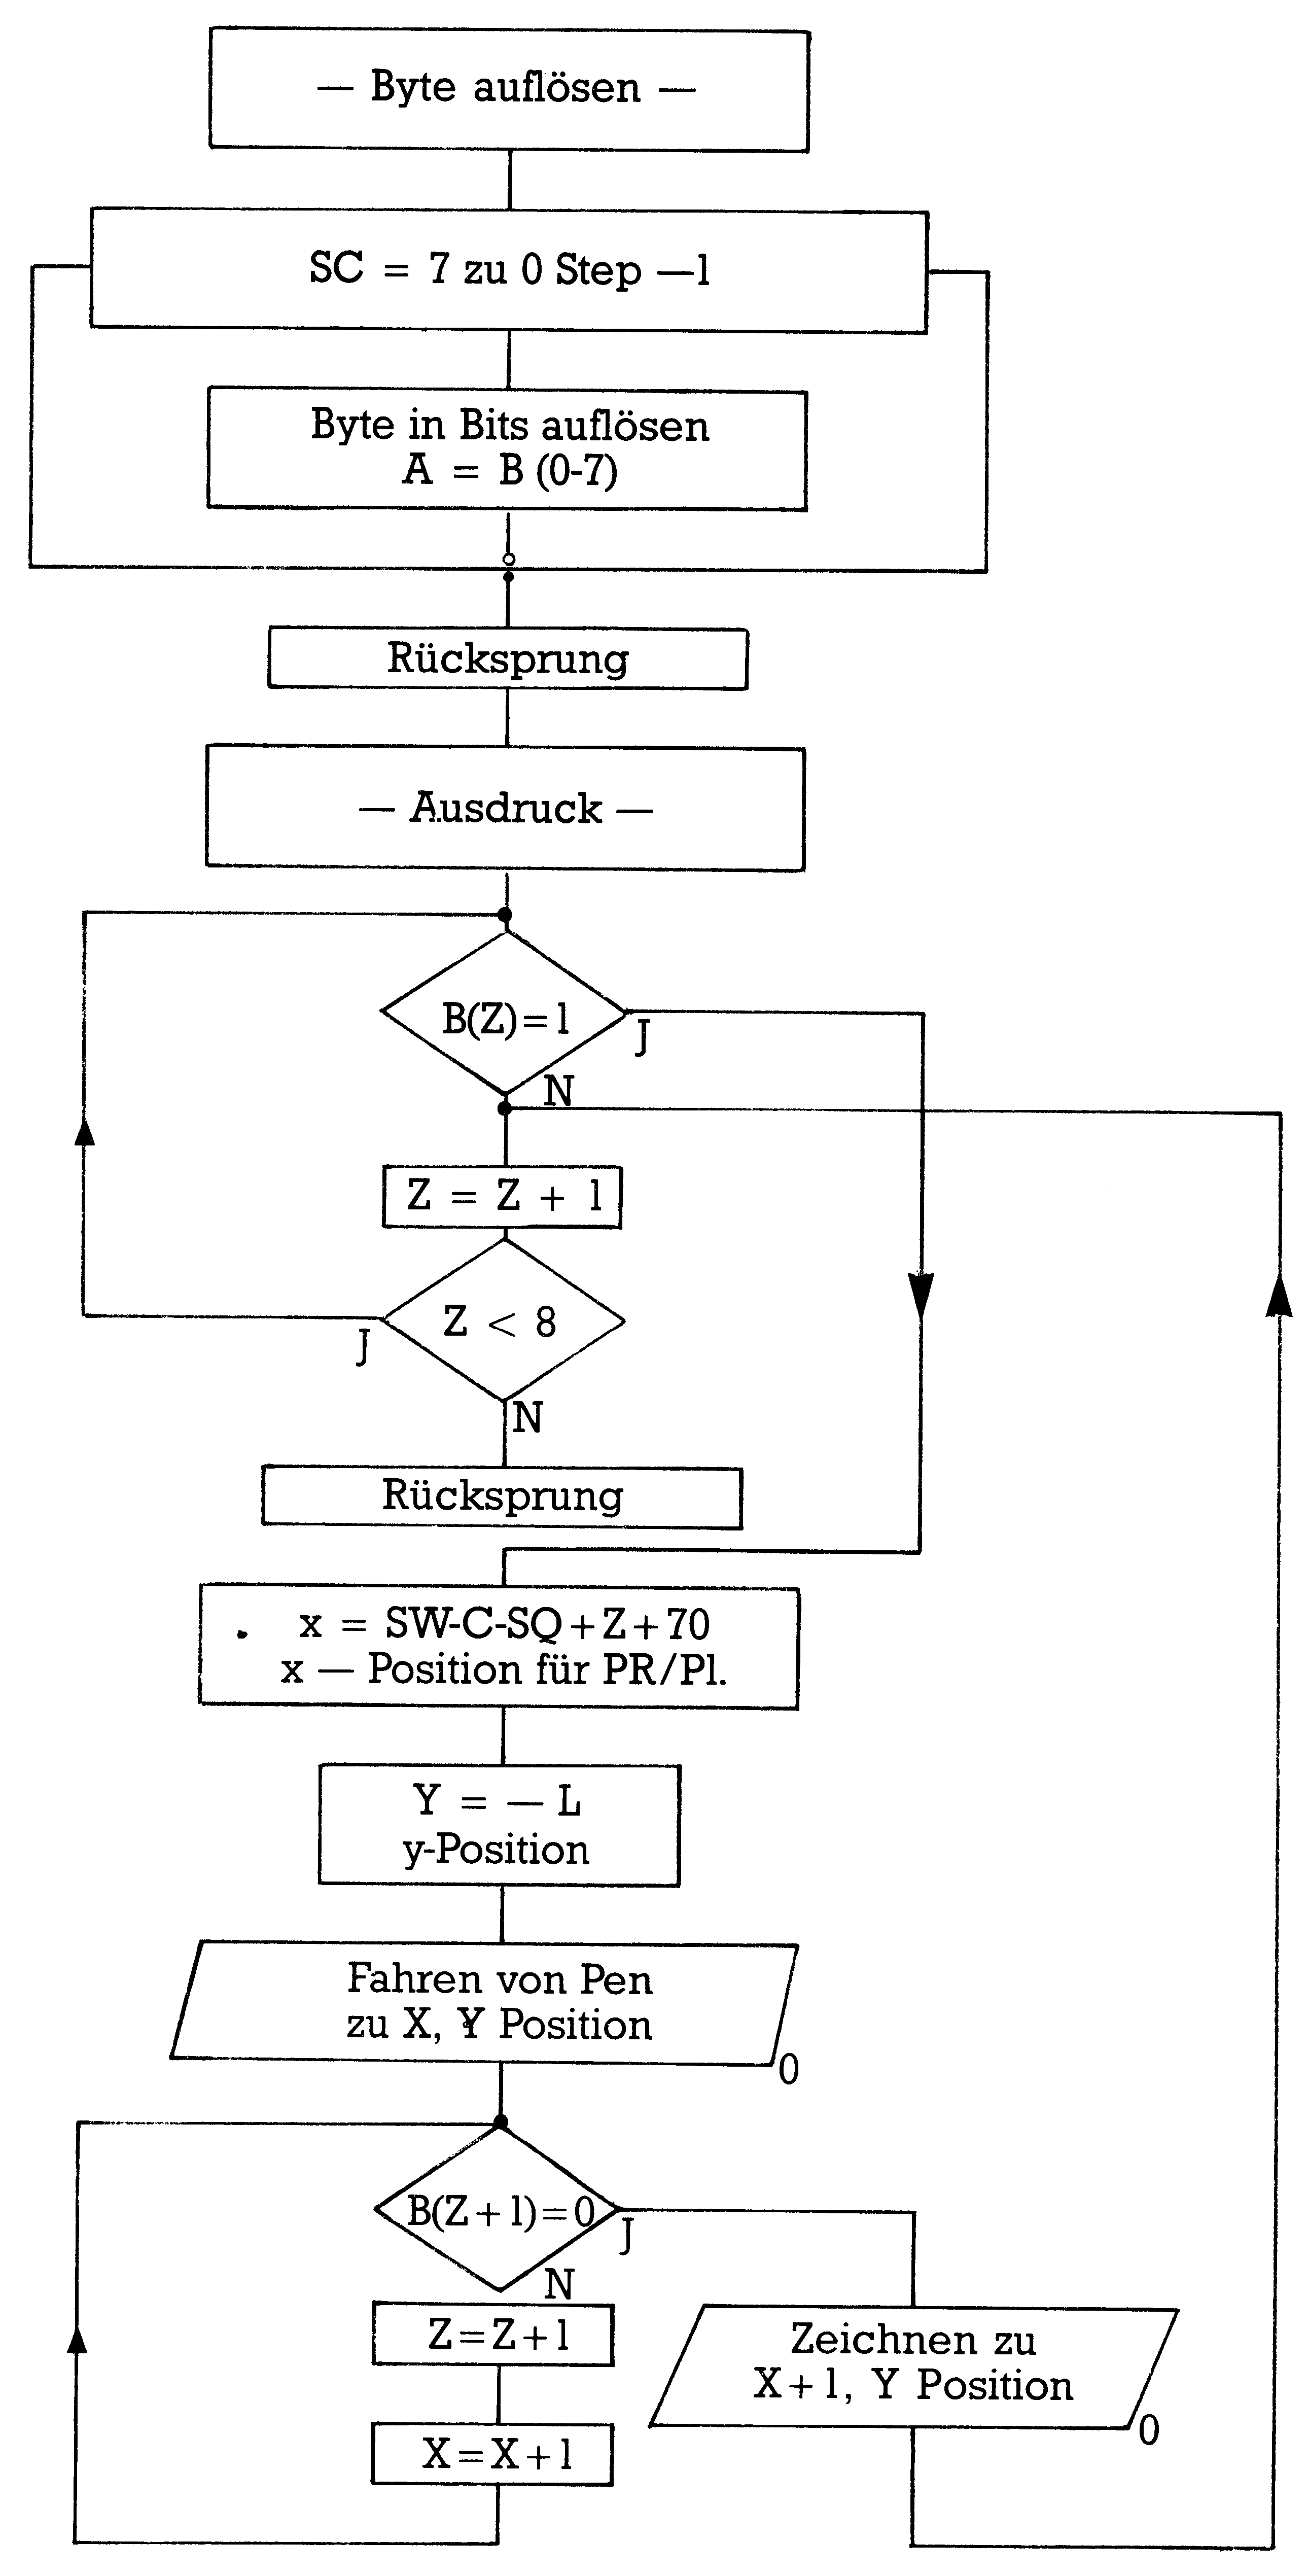 — Byte auflösen —
SC = 7 zu 0 Step —1
Byte in Bits auflösen
A = B (0-7)
Rücksprung
— Ausdruck —
B(Z)=1
J
N
Z = Z + 1
Z < 8
J
N
Rücksprung
x = SW-C-SQ+Z+70
x — Position für PR/Pl.
Y = — L
y-Position
Fahren von Pen
zu X, Y Position
0
B(Z+1)=0
J
N
Z=Z+1
Zeichnen zu
X+1, Y Position
0
X=X+1